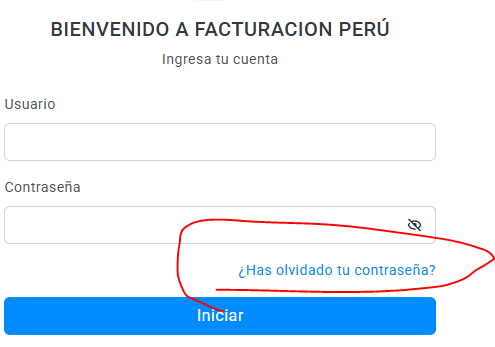 BIENVENIDO A FACTURACION PERÚ
Ingresa tu cuenta
Usuario
Contraseña
¿Has olvidado tu contraseña?
Iniciar